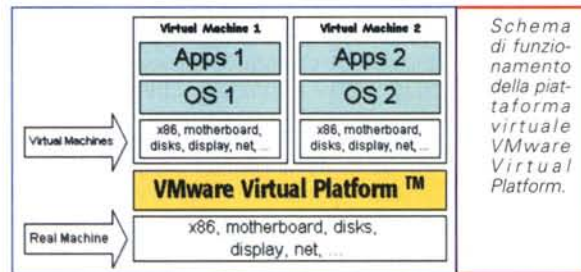 Virtual Machine 1
Apps 1
OS 1
x86, motherboard,
disks, display, net, ...
Virtual Machine 2
Apps 2
OS 2
x86, motherboard,
disks, display, net, ...
Virtual Machines
VMware Virtual Platform ™
Real Machine
x86, motherboard, disks,
display, net, ...
Schema
di funzio-
namento
della piat-
taforma
virtuale
VMware
Virtual
Platform.